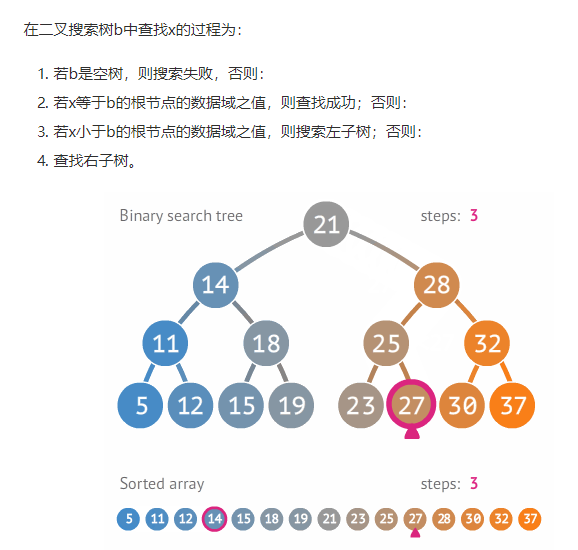 在二叉搜索树b中查找x的过程为：
1. 若b是空树，则搜索失败，否则：
2. 若x等于b的根节点的数据域之值，则查找成功；否则：
3. 若x小于b的根节点的数据域之值，则搜索左子树；否则：
4. 查找右子树。
Binary search tree steps: 3
21
14 28
11 18 25 32
5 12 15 19 23 27 30 37
Sorted array steps: 3
5 11 12 14 15 18 19 21 23 25 27 28 30 32 37